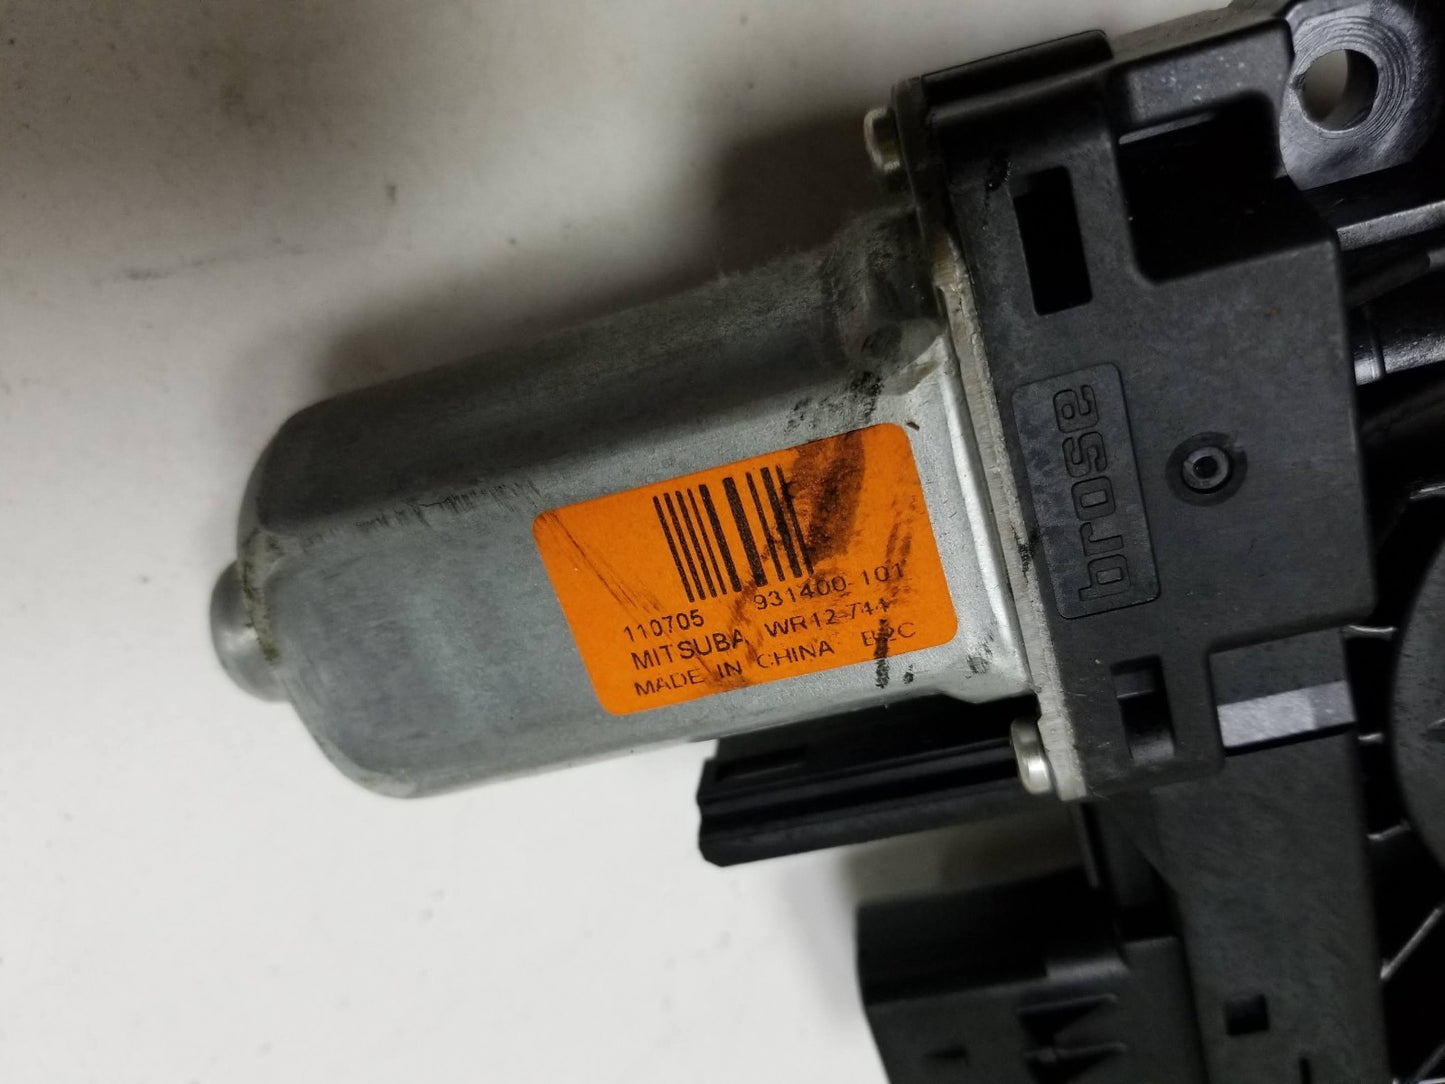 110705 931400-101
MITSUBA WR12-744
MADE IN CHINA
brose